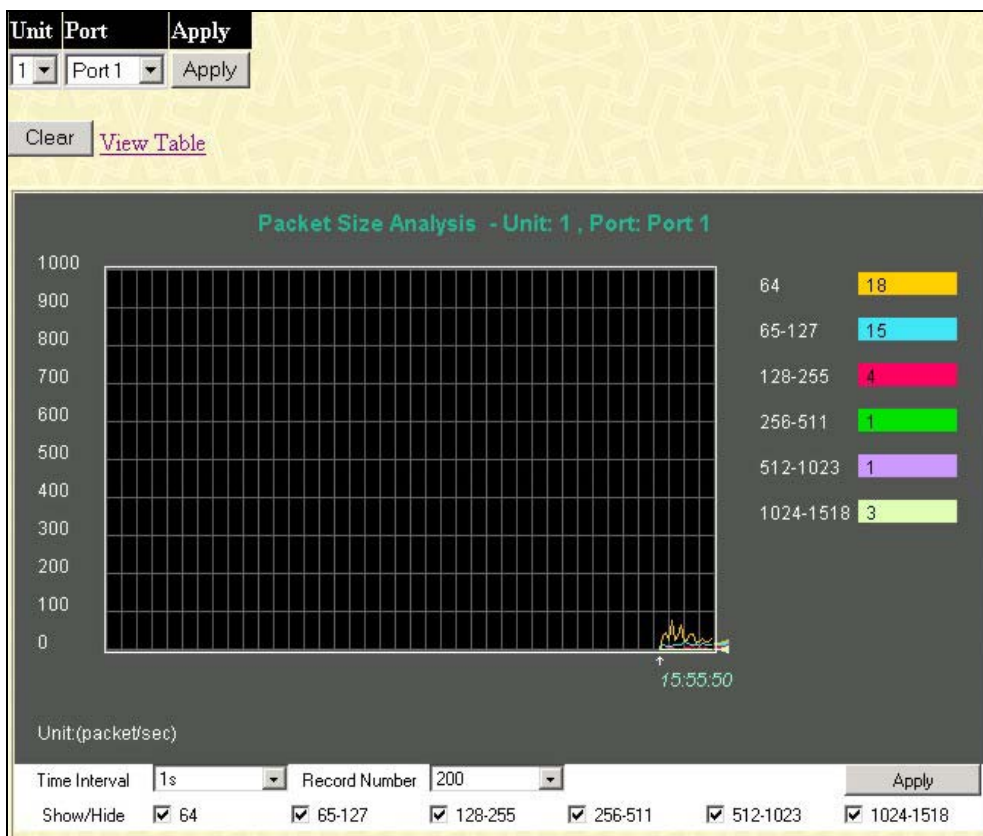 Unit Port Apply
1 Port 1 Apply
Clear View Table
Packet Size Analysis - Unit: 1 , Port: Port 1
1000
900
800
700
600
500
400
300
200
100
0
64 18
65-127 15
128-255 4
256-511 1
512-1023 1
1024-1518 3
15:55:50
Unit:(packet/sec)
Time Interval 1s Record Number 200 Apply
Show/Hide 64 65-127 128-255 256-511 512-1023 1024-1518